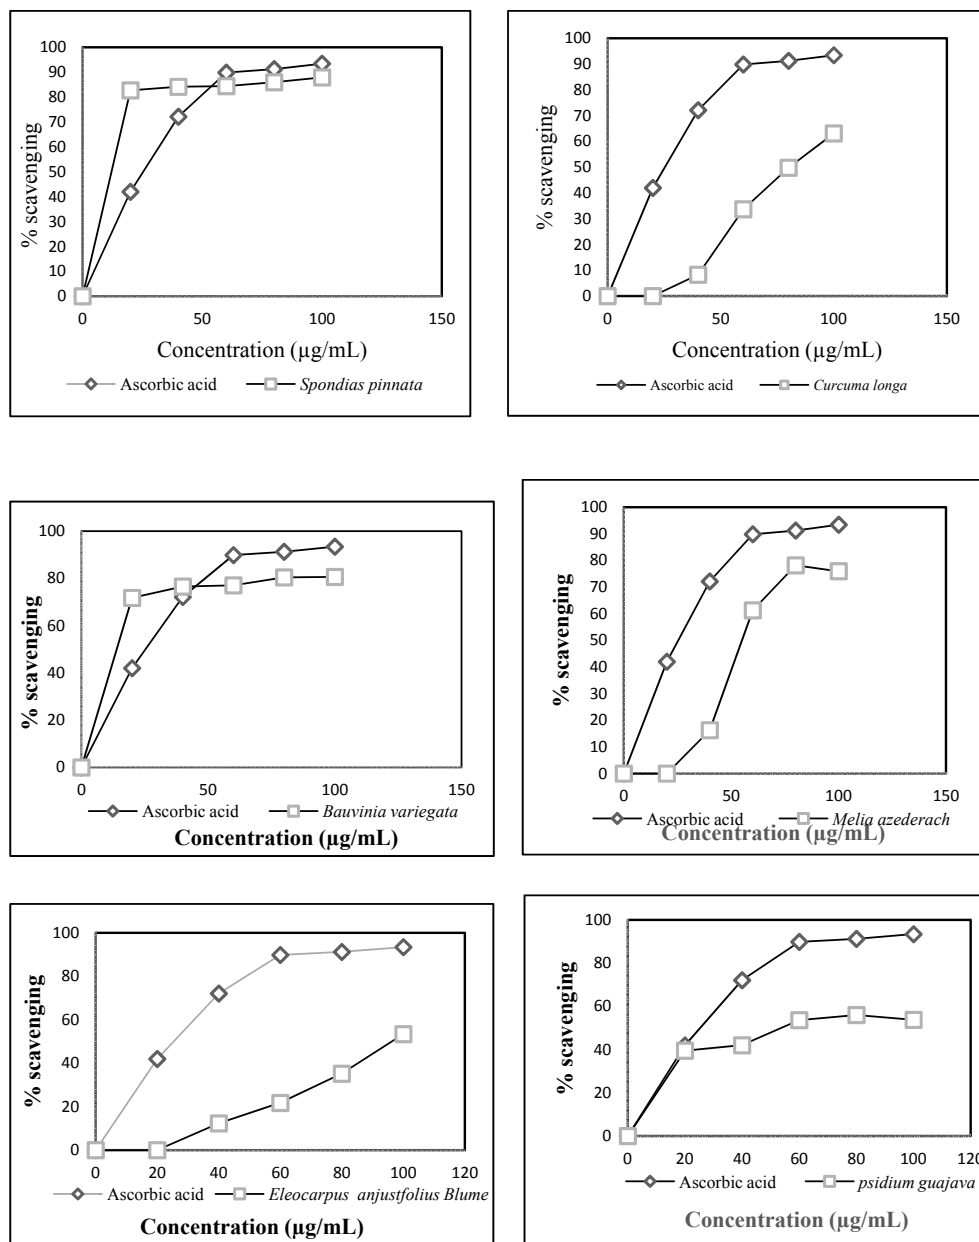 100
90
80
70
60
50
40
30
20
10
0
% scavenging
0 50 100 150
Concentration (µg/mL)
Ascorbic acid Spondias pinnata
100
90
80
70
60
50
40
30
20
10
0
% scavenging
0 50 100 150
Concentration (µg/mL)
Ascorbic acid Curcuma longa
100
80
60
40
20
0
% scavenging
0 50 100 150
Ascorbic acid Bauvinia variegata
Concentration (µg/mL)
100
90
80
70
60
50
40
30
20
10
0
% scavenging
0 50 100 150
Ascorbic acid Melia azederach
Concentration (µg/mL)
100
80
60
40
20
0
% scavenging
0 20 40 60 80 100 120
Ascorbic acid Eleocarpus anjustfolius Blume
Concentration (µg/mL)
100
80
60
40
20
0
% scavenging
0 20 40 60 80 100 120
Ascorbic acid psidium guajava
Concentration (µg/mL)